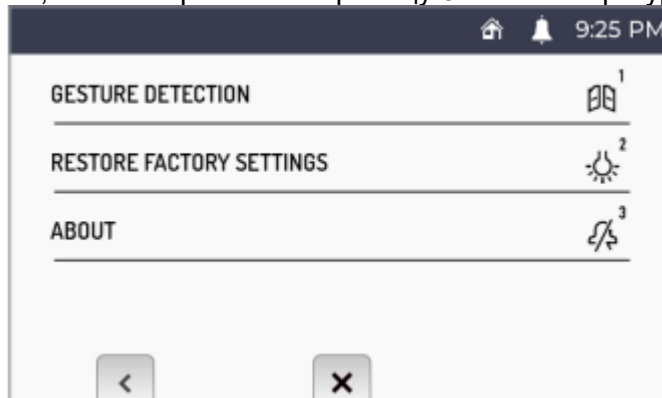 9:25 PM
GESTURE DETECTION 1
RESTORE FACTORY SETTINGS 2
ABOUT 3